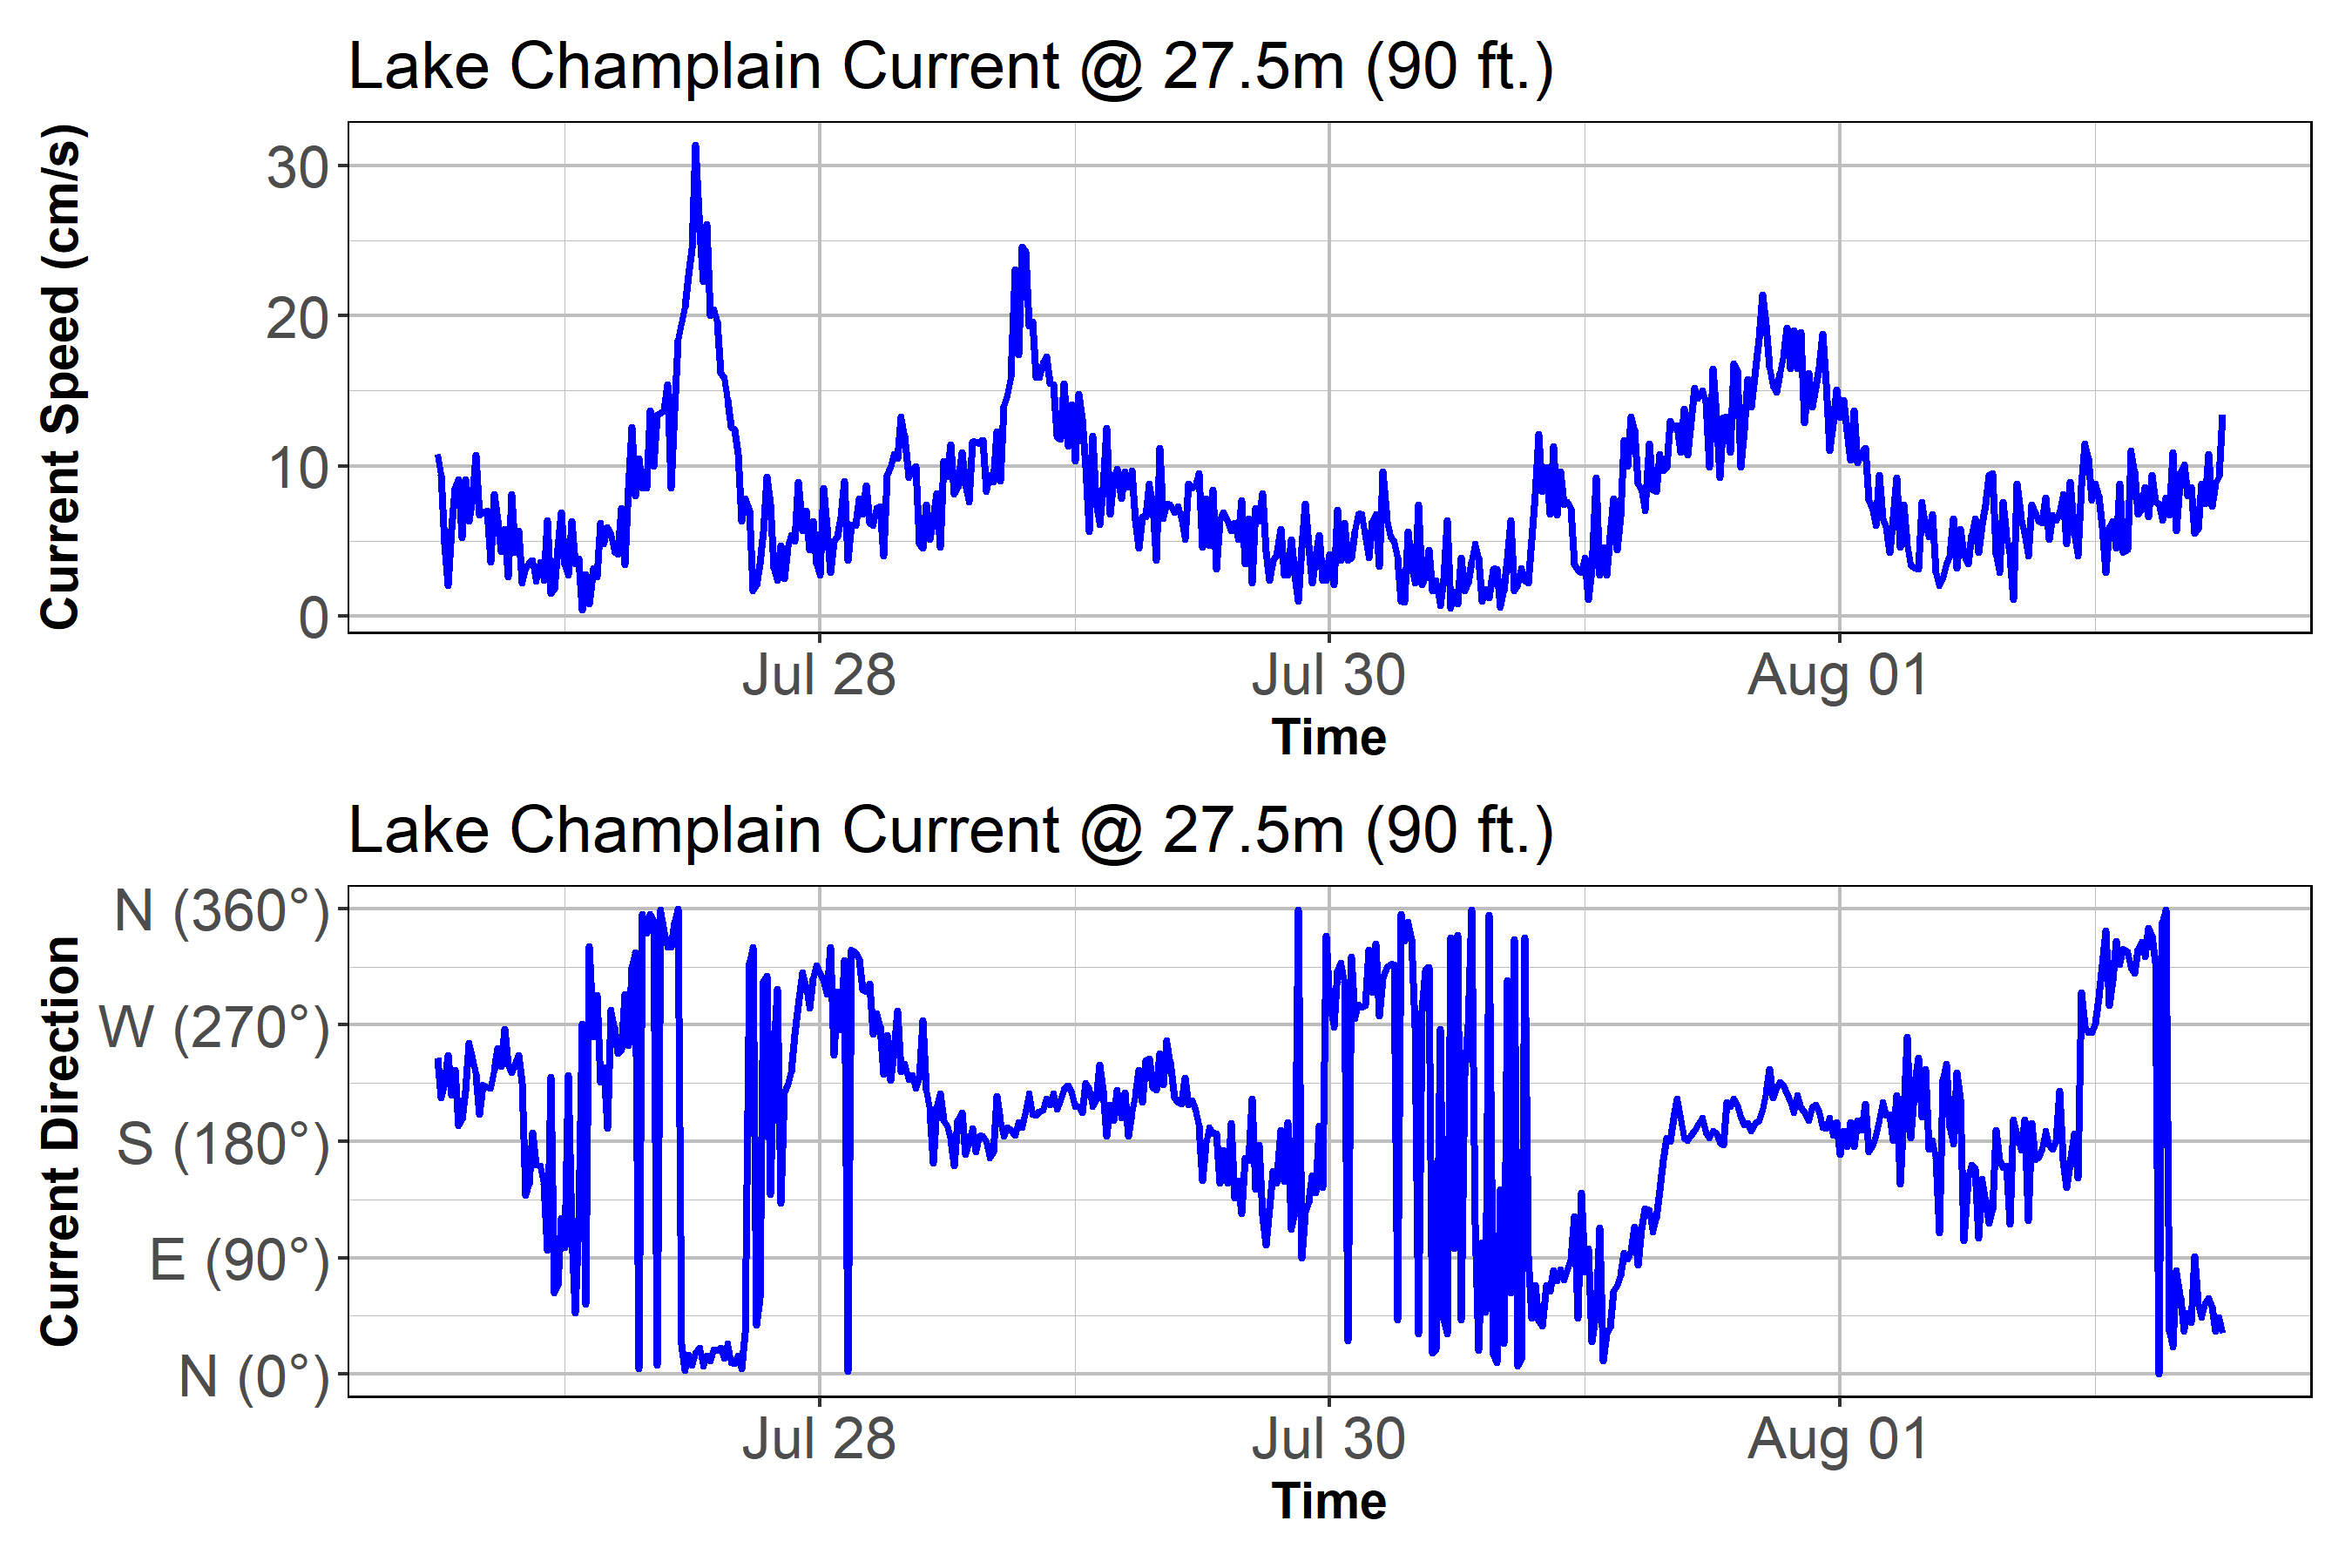 Lake Champlain Current @ 27.5m (90 ft.)
Current Speed (cm/s)
30
20
10
0
Jul 28 Jul 30 Aug 01
Time
Lake Champlain Current @ 27.5m (90 ft.)
Current Direction
N (360°)
W (270°)
S (180°)
E (90°)
N (0°)
Jul 28 Jul 30 Aug 01
Time